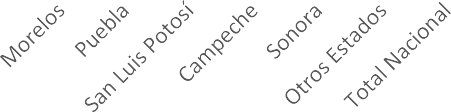 Morelos
Puebla
San Luis Potosí
Campeche
Sonora
Otros Estados
Total Nacional